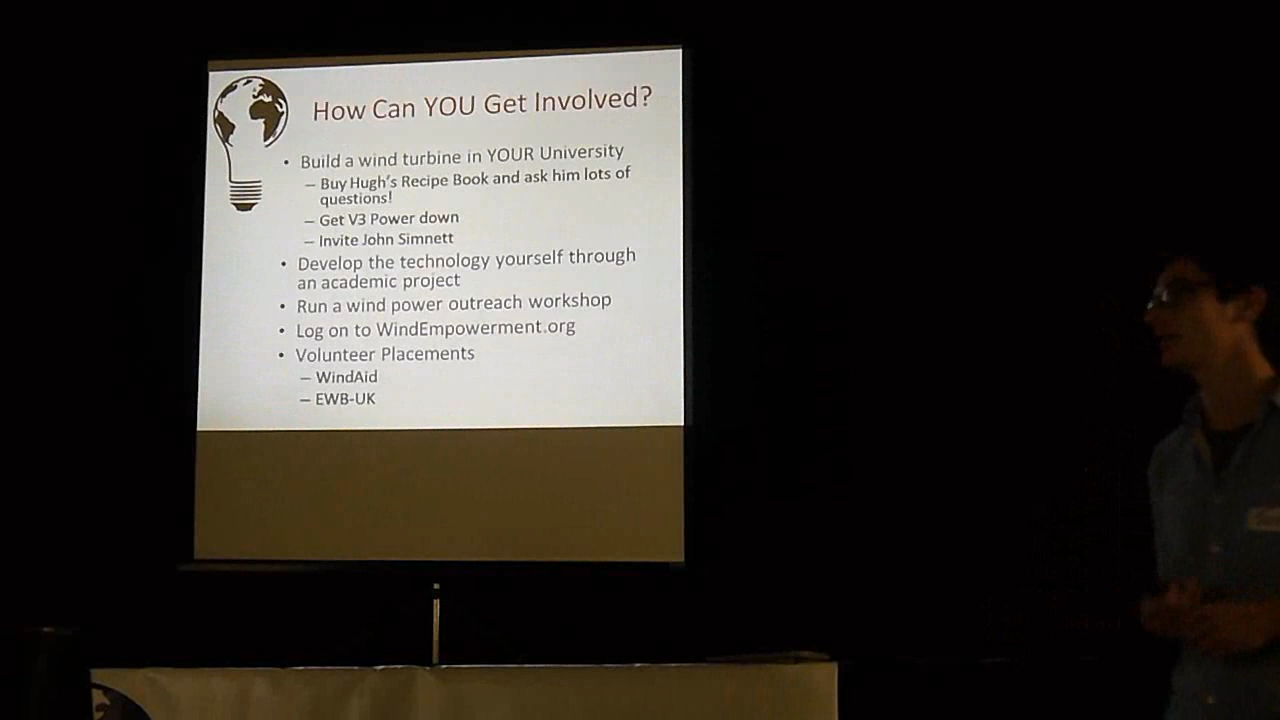 How Can YOU Get Involved?
• Build a wind turbine in YOUR University
– Buy Hugh's Recipe Book and ask him lots of
questions!
– Get V3 Power down
– Invite John Simnett
• Develop the technology yourself through
an academic project
• Run a wind power outreach workshop
• Log on to WindEmpowerment.org
• Volunteer Placements
– WindAid
– EWB-UK